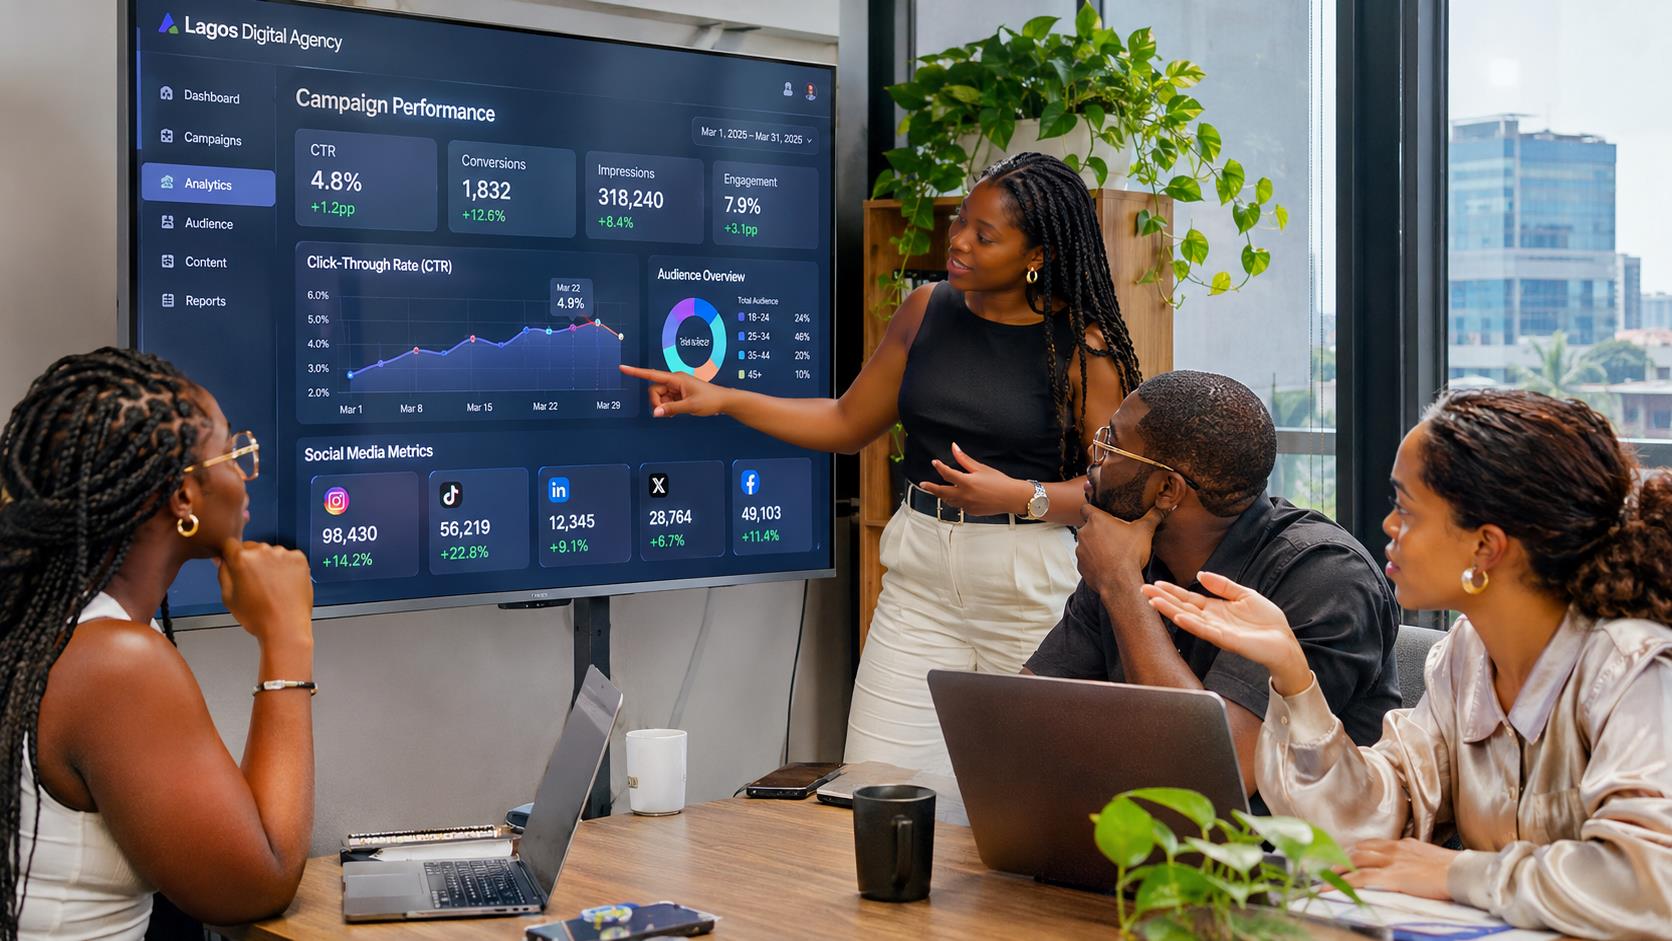 Lagos Digital Agency
Dashboard
Campaigns
Analytics
Audience
Content
Reports
Campaign Performance
Mar 1, 2025 – Mar 31, 2025
CTR
4.8%
+1.2pp
Conversions
1,832
+12.6%
Impressions
318,240
+8.4%
Engagement
7.9%
+3.1pp
Click-Through Rate (CTR)
6.0%
5.0%
4.0%
3.0%
2.0%
Mar 22
4.9%
Mar 1
Mar 8
Mar 15
Mar 22
Mar 29
Audience Overview
Total Audience
18-24 24%
25-34 46%
35-44 20%
45+ 10%
Social Media Metrics
in
X
f
98,430
+14.2%
56,219
+22.8%
12,345
+9.1%
28,764
+6.7%
49,103
+11.4%